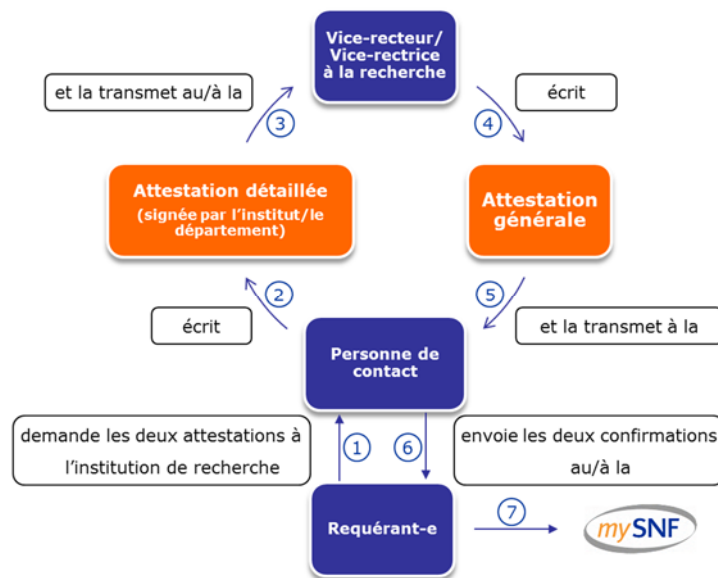 Vice-recteur/
Vice-rectrice
à la recherche
et la transmet au/à la
écrit
3
4
Attestation détaillée
(signée par l'institut/le
département)
Attestation
générale
2
5
écrit
et la transmet à la
Personne de
contact
demande les deux attestations à
l'institution de recherche
1
6
envoie les deux confirmations
au/à la
Requérant-e
7
mySNF